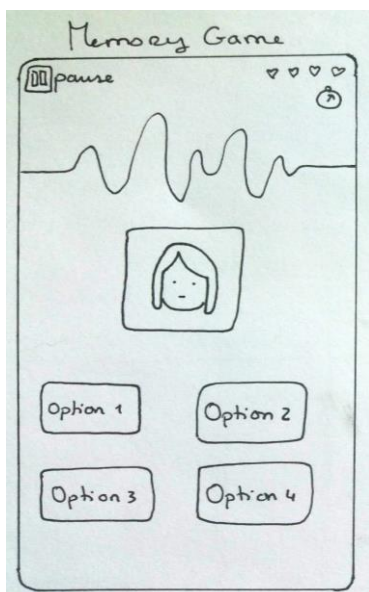 Memory Game
pause
Option 1
Option 2
Option 3
Option 4